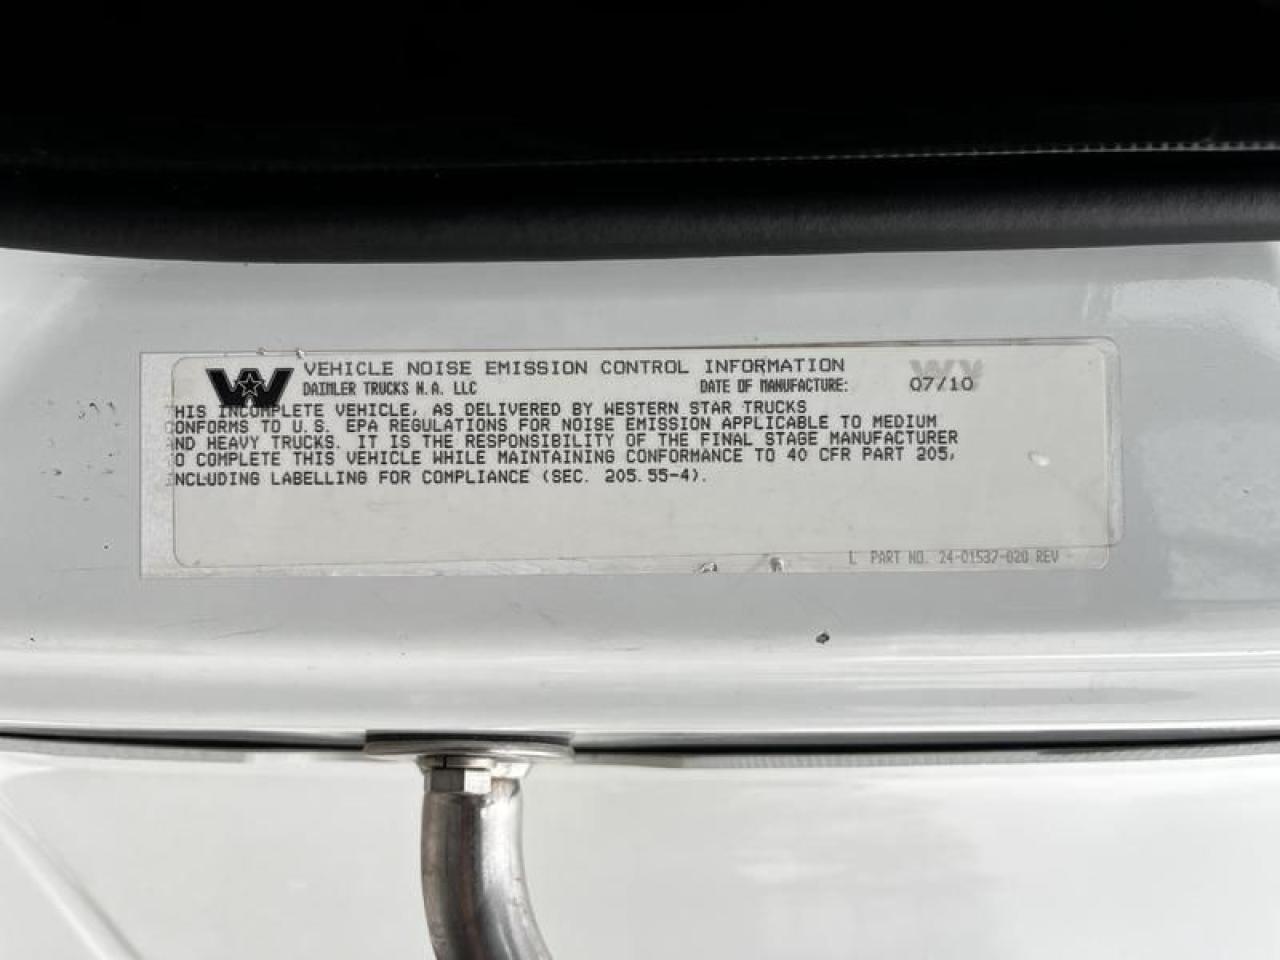 VEHICLE NOISE EMISSION CONTROL INFORMATION
DAIMLER TRUCKS N.A. LLC DATE OF MANUFACTURE: 07/10
HIS INCOMPLETE VEHICLE, AS DELIVERED BY WESTERN STAR TRUCKS
ONFORMS TO U.S. EPA REGULATIONS FOR NOISE EMISSION APPLICABLE TO MEDIUM
AND HEAVY TRUCKS. IT IS THE RESPONSIBILITY OF THE FINAL STAGE MANUFACTURER
TO COMPLETE THIS VEHICLE WHILE MAINTAINING CONFORMANCE TO 40 CFR PART 205,
INCLUDING LABELLING FOR COMPLIANCE (SEC. 205.55-4).
L PART NO. 24-01537-020 REV -